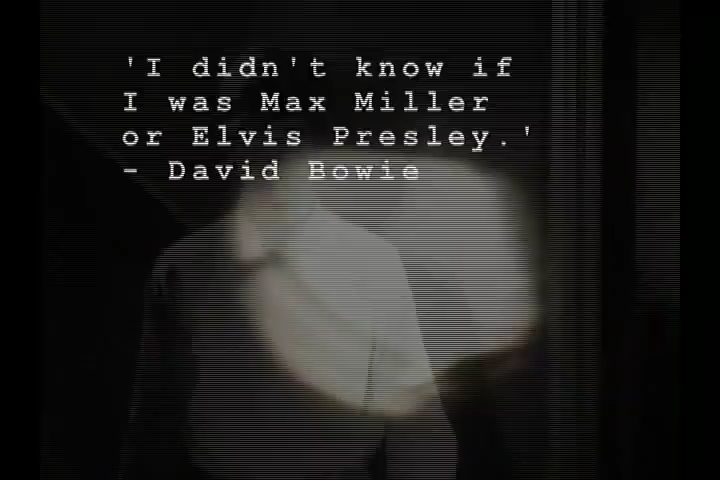 'I didn't know if
I was Max Miller
or Elvis Presley.'
- David Bowie